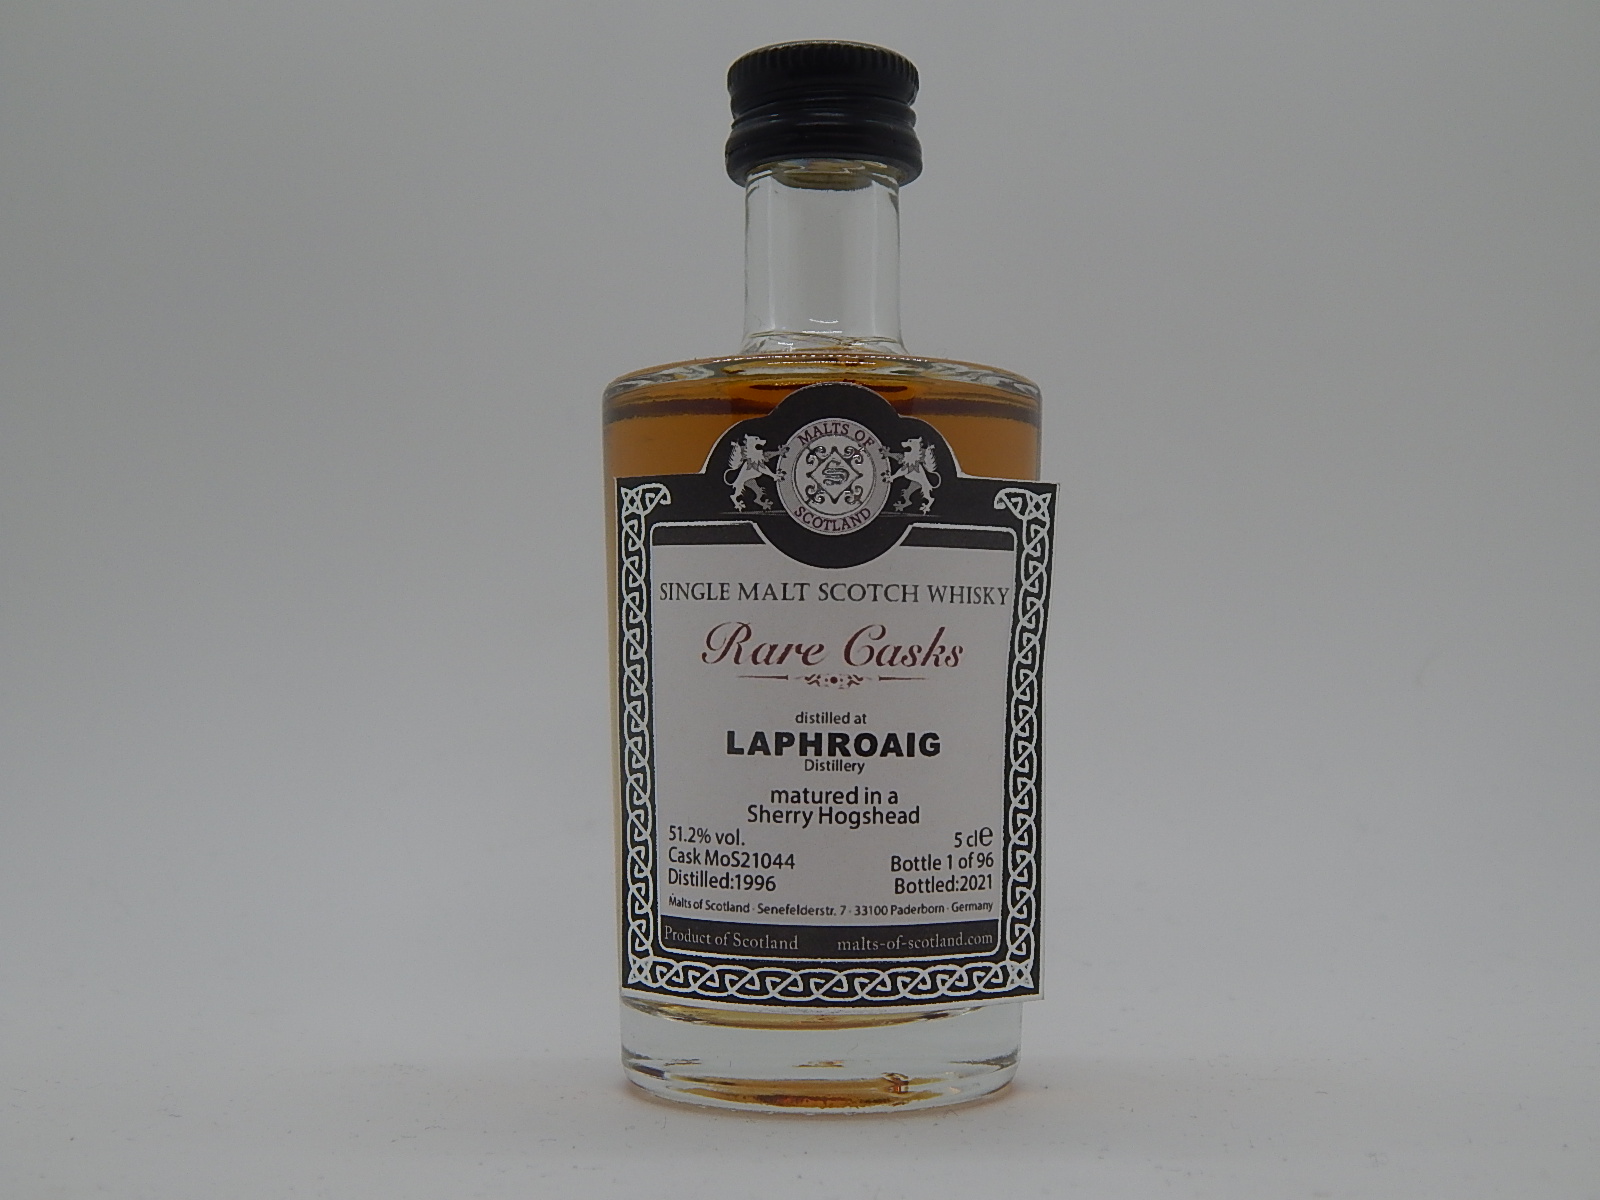 MALTS OF
SCOTLAND
SINGLE MALT SCOTCH WHISKY
Rare Casks
distilled at
LAPHROAIG
Distillery
matured in a
Sherry Hogshead
51.2% vol. 5 cl℮
Cask MoS21044 Bottle 1 of 96
Distilled:1996 Bottled:2021
Malts of Scotland · Senefelderstr. 7 · 33100 Paderborn · Germany
Product of Scotland malts-of-scotland.com